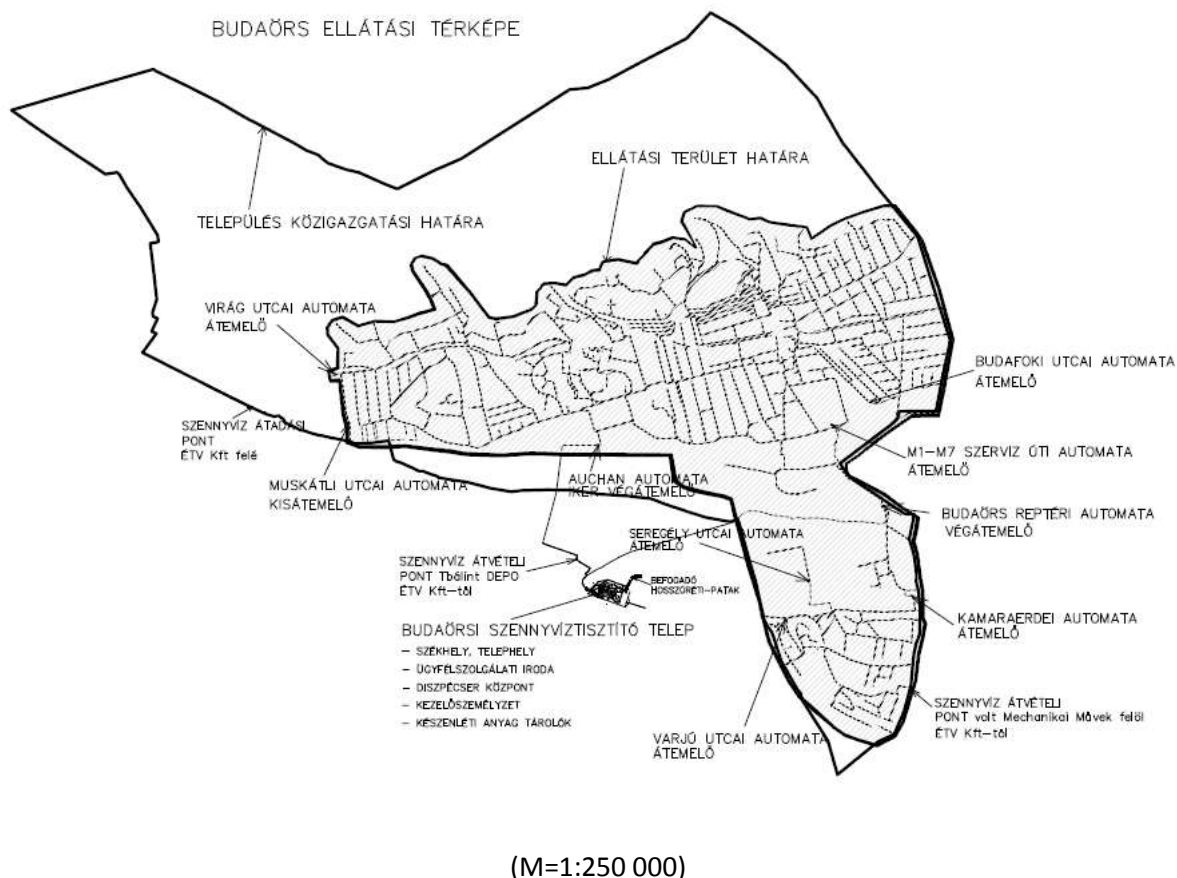 BUDAÖRS ELLÁTÁSI TÉRKÉPE
ELLÁTÁSI TERÜLET HATÁRA
TELEPÜLÉS KÖZIGAZGATÁSI HATÁRA
VIRÁG UTCAI AUTOMATA
ÁTEMELŐ
BUDAFOKI UTCAI AUTOMATA
ÁTEMELŐ
SZENNYVÍZ ÁTADÁSI
PONT
ÉTV Kft felé
M1-M7 SZERVIZ ÚTI AUTOMATA
ÁTEMELŐ
MUSKÁTLI UTCAI AUTOMATA
KISÁTEMELŐ
AUCHAN AUTOMATA
IKER VÉGÁTEMELŐ
BUDAÖRS REPTÉRI AUTOMATA
VÉGÁTEMELŐ
SEREGÉLY UTCAI AUTOMATA
ÁTEMELŐ
SZENNYVÍZ ÁTVÉTELI
PONT Tbálint DEPO
ÉTV Kft-től
BEFOGADÓ
HOSSZÚRÉTI-PATAK
KAMARAERDEI AUTOMATA
ÁTEMELŐ
BUDAÖRSI SZENNYVÍZTISZTÍTÓ TELEP
- SZÉKHELY, TELEPHELY
- ÜGYFÉLSZOLGÁLATI IRODA
- DISZPÉCSER KÖZPONT
- KEZELŐSZEMÉLYZET
- KÉSZENLÉTI ANYAG TÁROLÓK
SZENNYVÍZ ÁTVÉTELI
PONT volt Mechanikai Művek felöl
ÉTV Kft-től
VARJÚ UTCAI AUTOMATA
ÁTEMELŐ
(M=1:250 000)